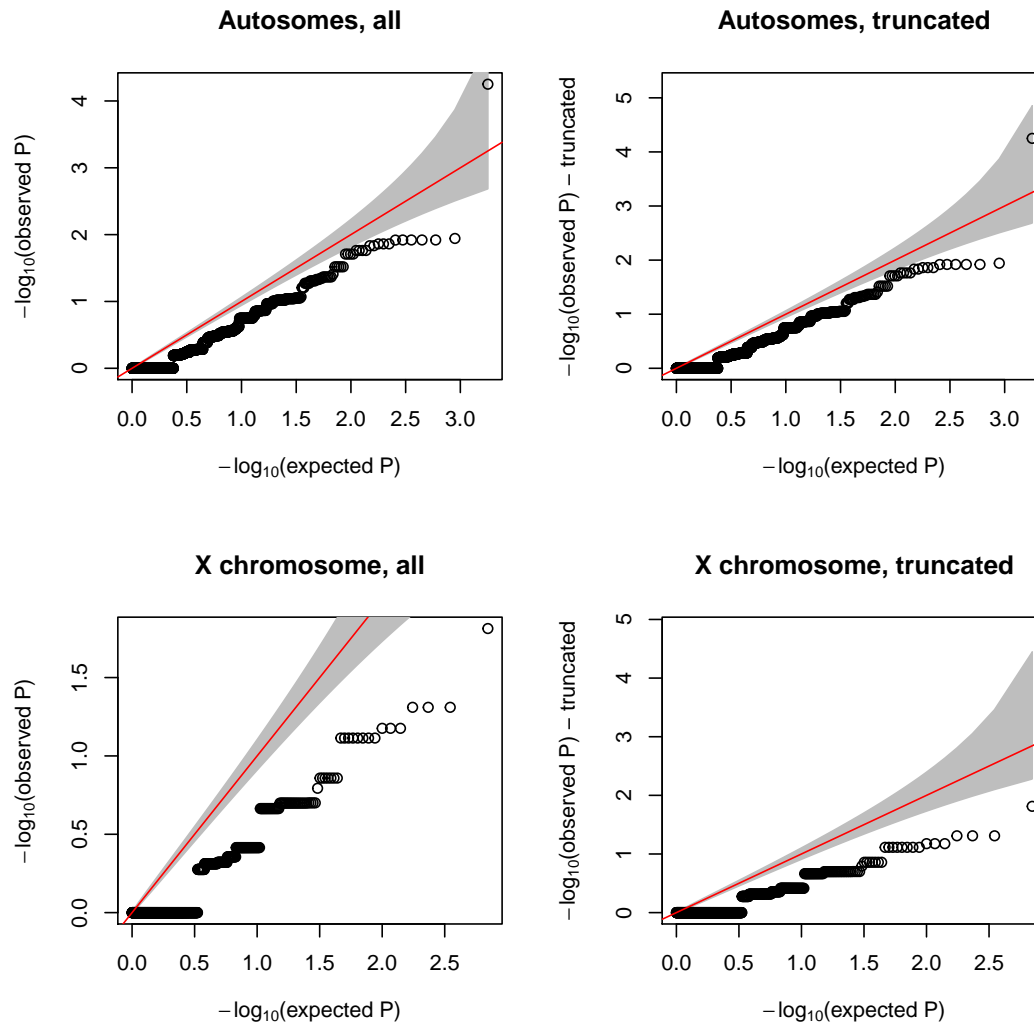 Autosomes, all
−log10(observed P)
0 1 2 3 4
0.0 0.5 1.0 1.5 2.0 2.5 3.0
−log10(expected P)
Autosomes, truncated
−log10(observed P) − truncated
0 1 2 3 4 5
0.0 0.5 1.0 1.5 2.0 2.5 3.0
−log10(expected P)
X chromosome, all
−log10(observed P)
0.0 0.5 1.0 1.5
0.0 0.5 1.0 1.5 2.0 2.5
−log10(expected P)
X chromosome, truncated
−log10(observed P) − truncated
0 1 2 3 4 5
0.0 0.5 1.0 1.5 2.0 2.5
−log10(expected P)